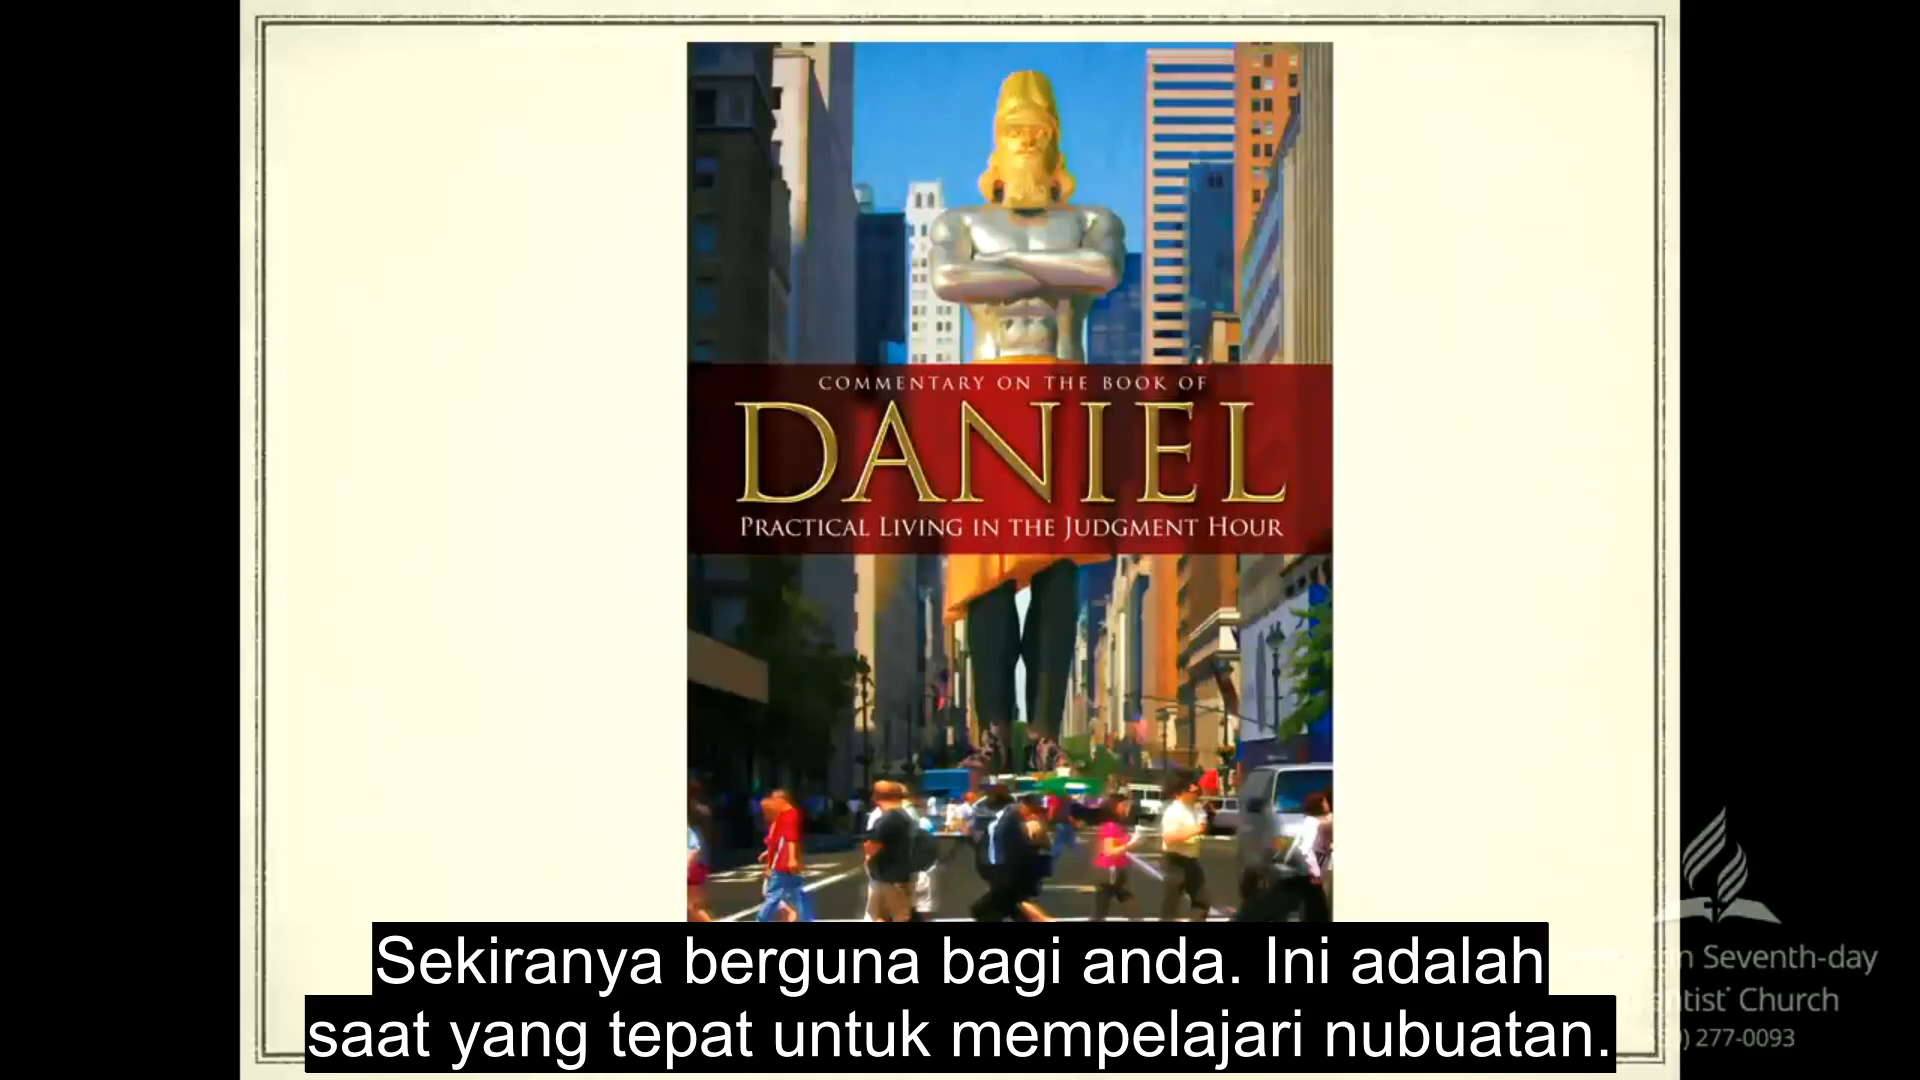 COMMENTARY ON THE BOOK OF
DANIEL
PRACTICAL LIVING IN THE JUDGMENT HOUR
Seventh-day
Church
277-0093
Sekiranya berguna bagi anda. Ini adalah
saat yang tepat untuk mempelajari nubuatan.